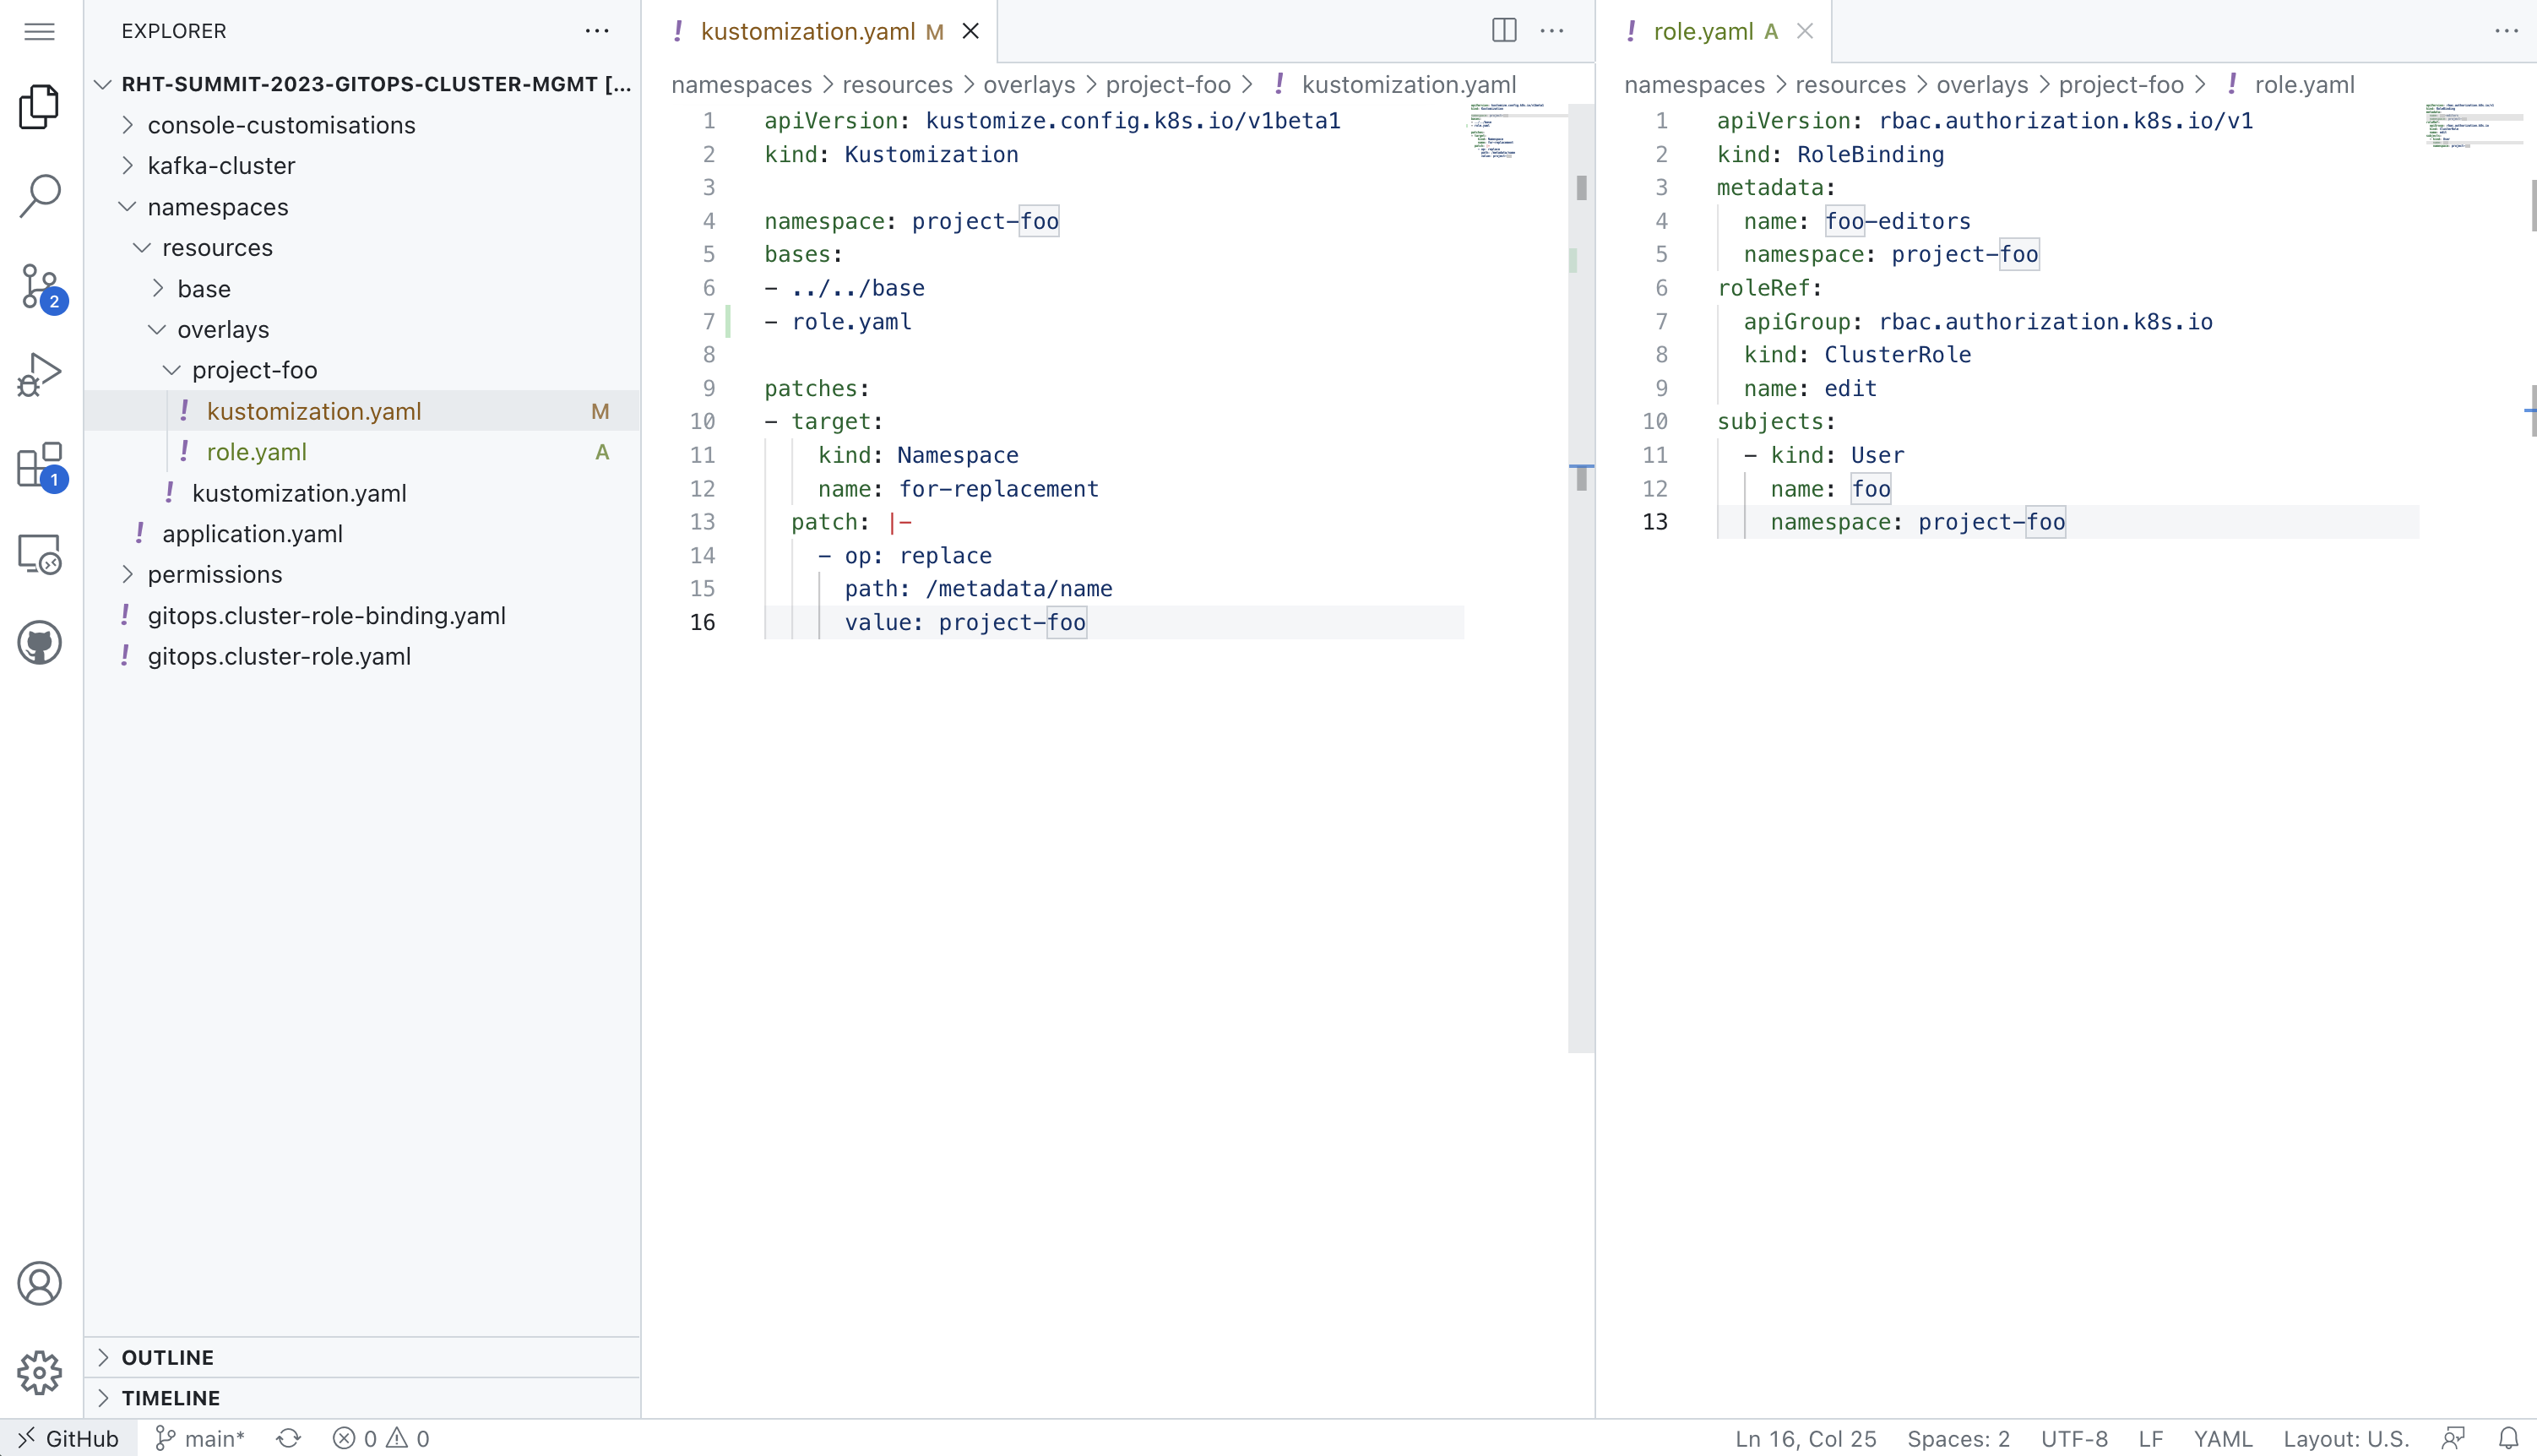 EXPLORER
RHT-SUMMIT-2023-GITOPS-CLUSTER-MGMT [...
console-customisations
kafka-cluster
namespaces
resources
base
overlays
project-foo
! kustomization.yaml M
! role.yaml A
! kustomization.yaml
! application.yaml
permissions
! gitops.cluster-role-binding.yaml
! gitops.cluster-role.yaml
2
1
OUTLINE
TIMELINE
! kustomization.yaml M
namespaces > resources > overlays > project-foo > ! kustomization.yaml
1 apiVersion: kustomize.config.k8s.io/v1beta1
2 kind: Kustomization
3
4 namespace: project-foo
5 bases:
6 - ../../base
7 - role.yaml
8
9 patches:
10 - target:
11 kind: Namespace
12 name: for-replacement
13 patch: |-
14 - op: replace
15 path: /metadata/name
16 value: project-foo
! role.yaml A
namespaces > resources > overlays > project-foo > ! role.yaml
1 apiVersion: rbac.authorization.k8s.io/v1
2 kind: RoleBinding
3 metadata:
4 name: foo-editors
5 namespace: project-foo
6 roleRef:
7 apiGroup: rbac.authorization.k8s.io
8 kind: ClusterRole
9 name: edit
10 subjects:
11 - kind: User
12 name: foo
13 namespace: project-foo
GitHub main* 0 0 Ln 16, Col 25 Spaces: 2 UTF-8 LF YAML Layout: U.S.